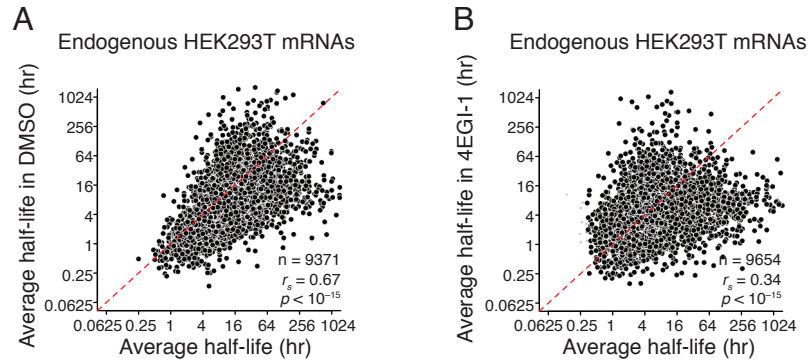 A
Endogenous HEK293T mRNAs
Average half-life in DMSO (hr)
1024
256
64
16
4
1
0.25
0.0625
n = 9371
rₛ = 0.67
p < 10⁻¹⁵
0.0625
0.25
1
4
16
64
256
1024
Average half-life (hr)
B
Endogenous HEK293T mRNAs
Average half-life in 4EGI-1 (hr)
1024
256
64
16
4
1
0.25
0.0625
n = 9654
rₛ = 0.34
p < 10⁻¹⁵
0.0625
0.25
1
4
16
64
256
1024
Average half-life (hr)